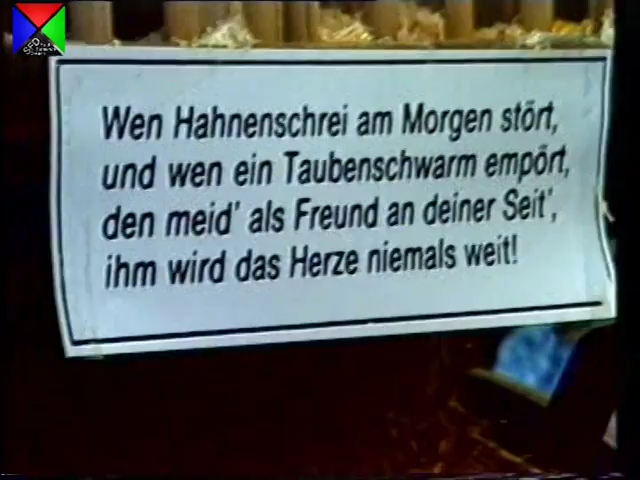 Wen Hahnenschrei am Morgen stört,
und wen ein Taubenschwarm empört,
den meid' als Freund an deiner Seit',
ihm wird das Herze niemals weit!